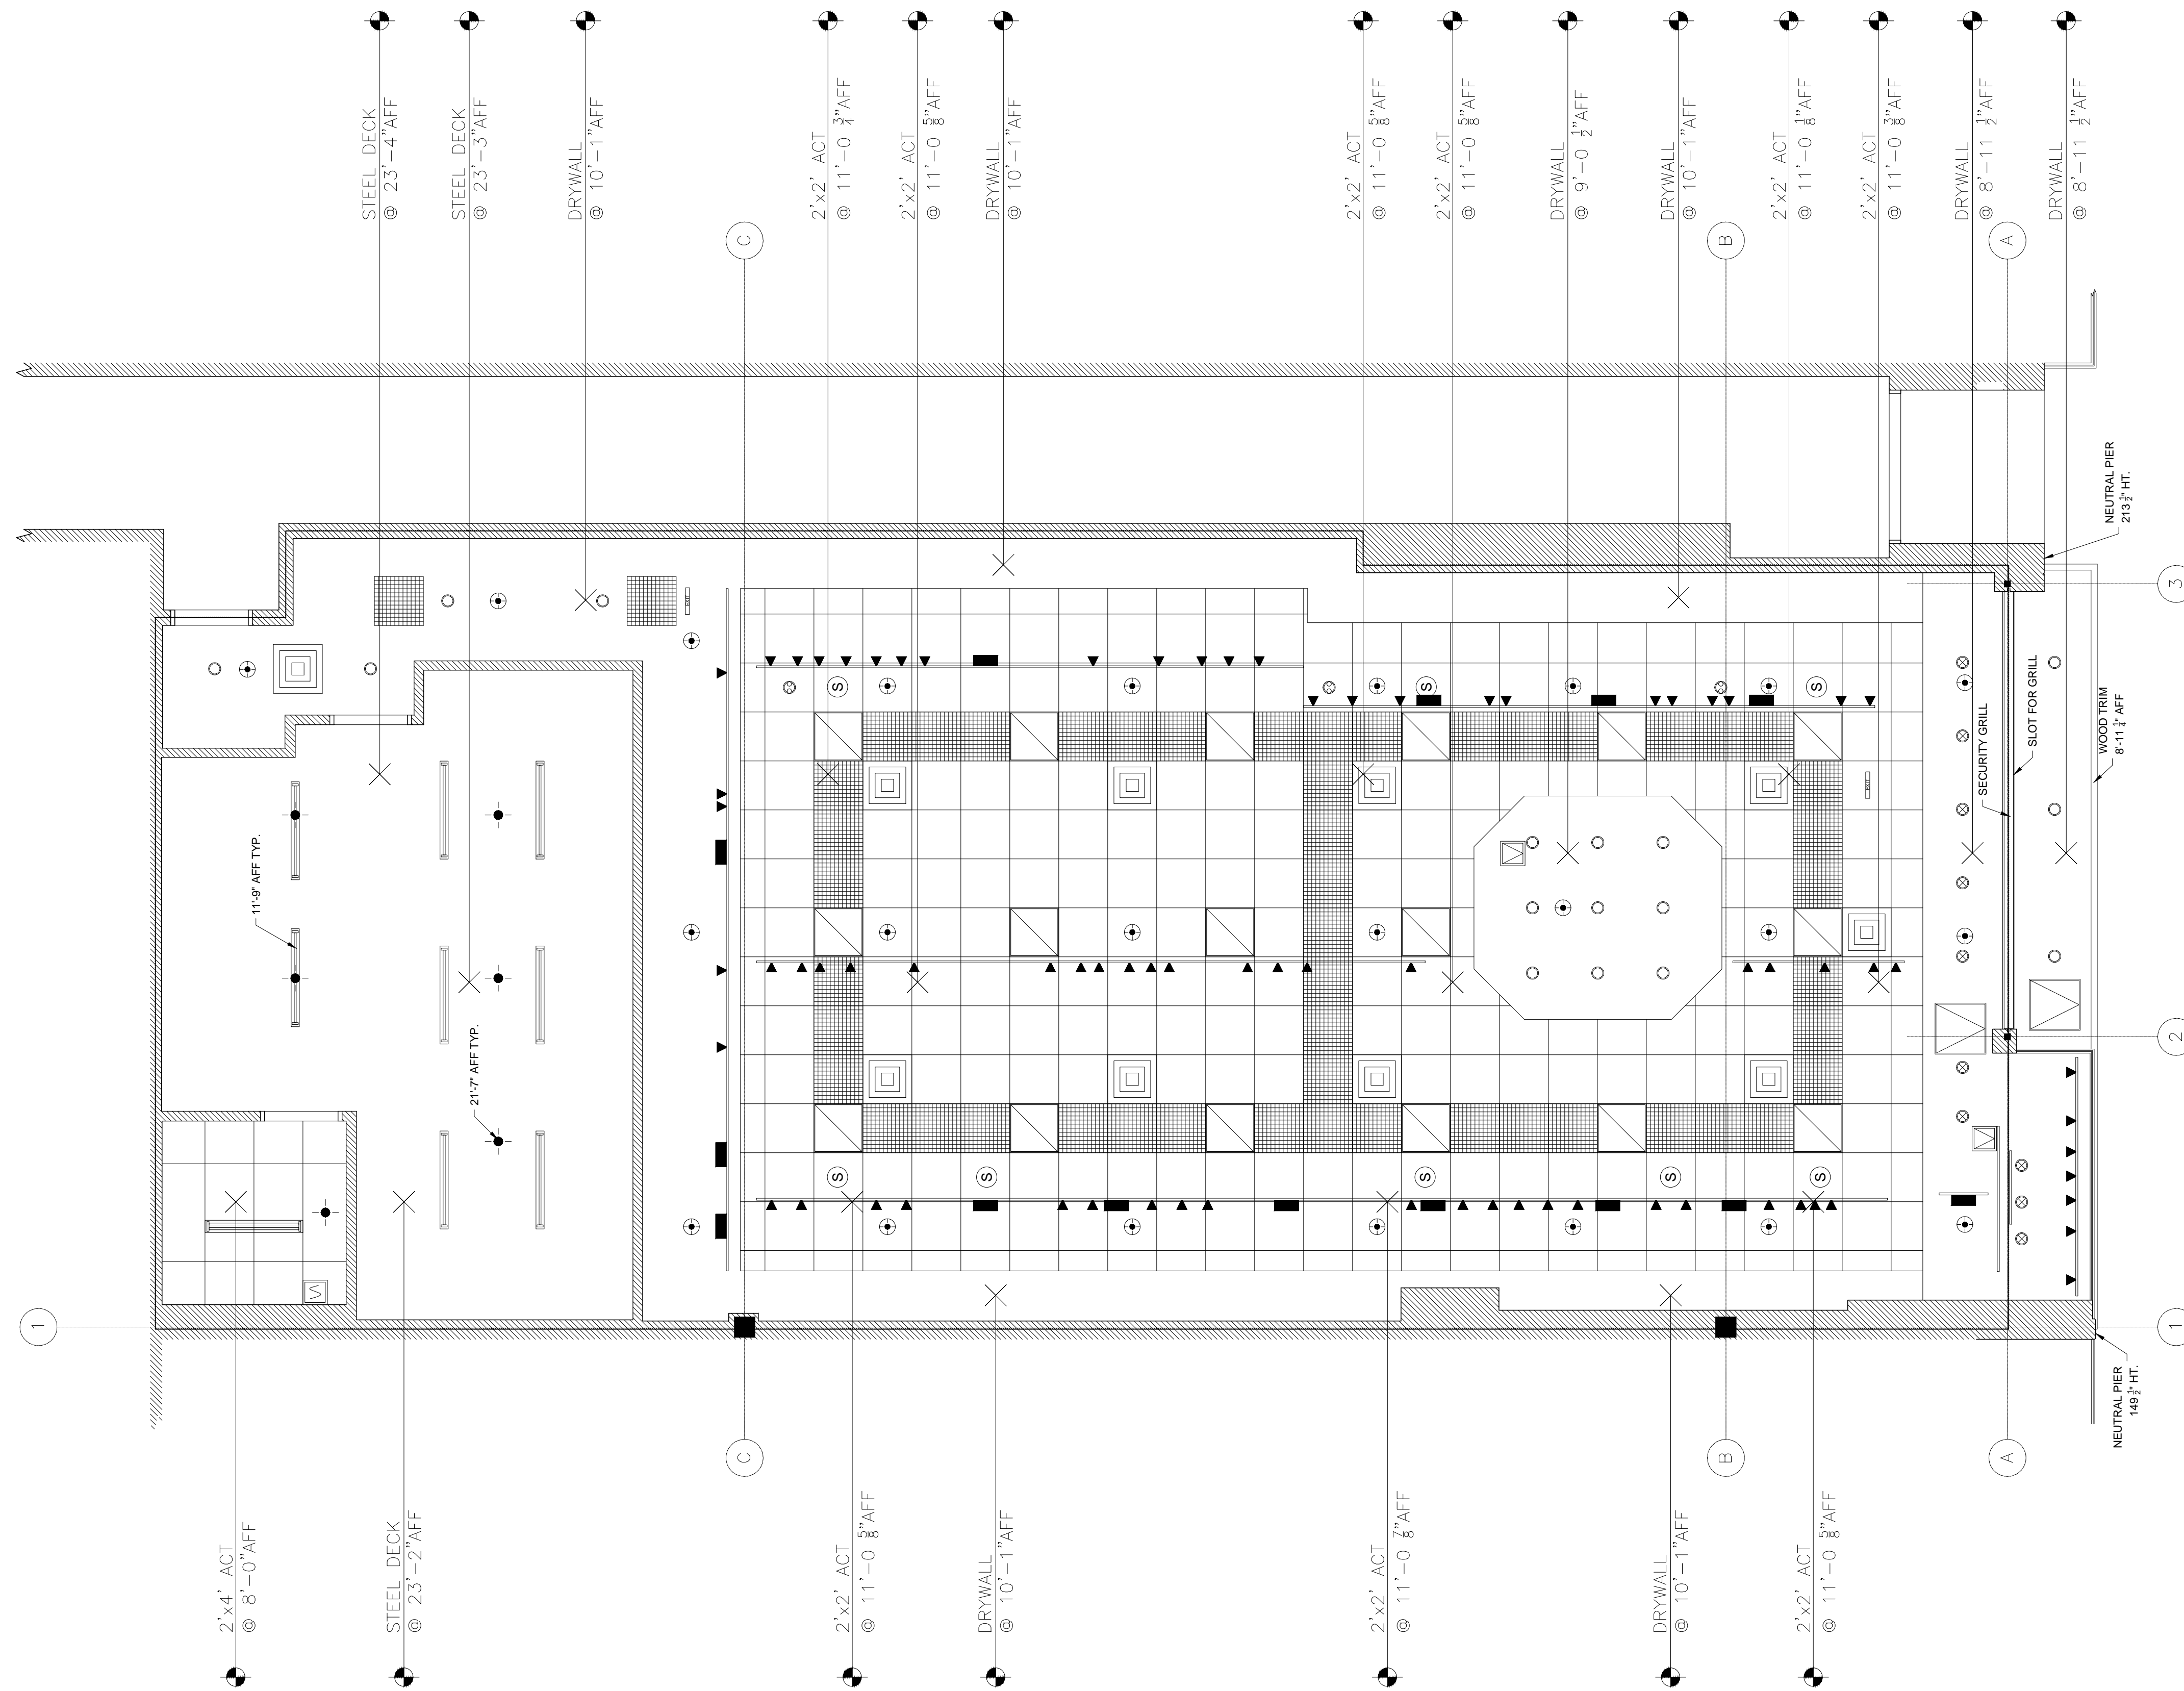 STEEL DECK
@ 23'-4"AFF
STEEL DECK
@ 23'-3"AFF
DRYWALL
@ 10'-1"AFF
2'x2' ACT
@ 11'-0 3/4"AFF
2'x2' ACT
@ 11'-0 5/8"AFF
DRYWALL
@ 10'-1"AFF
2'x2' ACT
@ 11'-0 5/8"AFF
2'x2' ACT
@ 11'-0 5/8"AFF
DRYWALL
@ 9'-0 1/2"AFF
DRYWALL
@ 10'-1"AFF
2'x2' ACT
@ 11'-0 1/8"AFF
2'x2' ACT
@ 11'-0 3/8"AFF
DRYWALL
@ 8'-11 1/2"AFF
DRYWALL
@ 8'-11 1/2"AFF
C
B
A
NEUTRAL PIER
213 1/2" HT.
3
EXIT
S
S
S
SECURITY GRILL
SLOT FOR GRILL
WOOD TRIM
8'-11 1/4" AFF
EXIT
11'-9" AFF TYP.
21'-7" AFF TYP.
2
S
S
S
S
S
1
1
NEUTRAL PIER
149 1/2" HT.
C
B
A
2'x4' ACT
@ 8'-0"AFF
STEEL DECK
@ 23'-2"AFF
2'x2' ACT
@ 11'-0 5/8"AFF
DRYWALL
@ 10'-1"AFF
2'x2' ACT
@ 11'-0 7/8"AFF
DRYWALL
@ 10'-1"AFF
2'x2' ACT
@ 11'-0 5/8"AFF